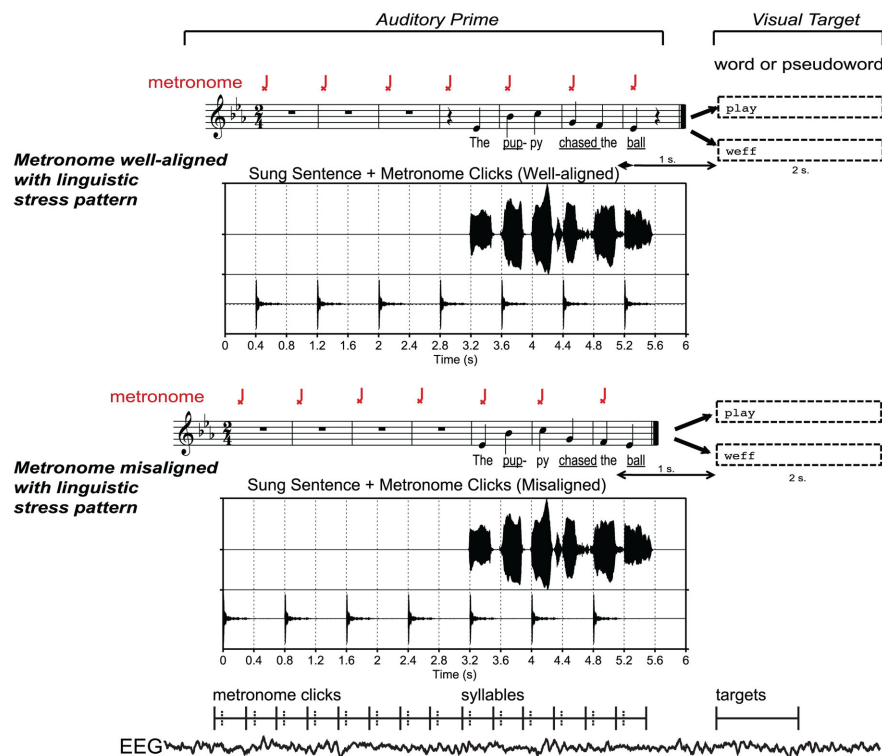 Auditory Prime
Visual Target
word or pseudoword
metronome
2
4
play
The pup- py chased the ball
weff
1 s.
2 s.
Metronome well-aligned
with linguistic
stress pattern
Sung Sentence + Metronome Clicks (Well-aligned)
0 0.4 0.8 1.2 1.6 2 2.4 2.8 3.2 3.6 4 4.4 4.8 5.2 5.6 6
Time (s)
metronome
2
4
play
The pup- py chased the ball
weff
1 s.
2 s.
Metronome misaligned
with linguistic
stress pattern
Sung Sentence + Metronome Clicks (Misaligned)
0 0.4 0.8 1.2 1.6 2 2.4 2.8 3.2 3.6 4 4.4 4.8 5.2 5.6 6
Time (s)
metronome clicks
syllables
targets
EEG